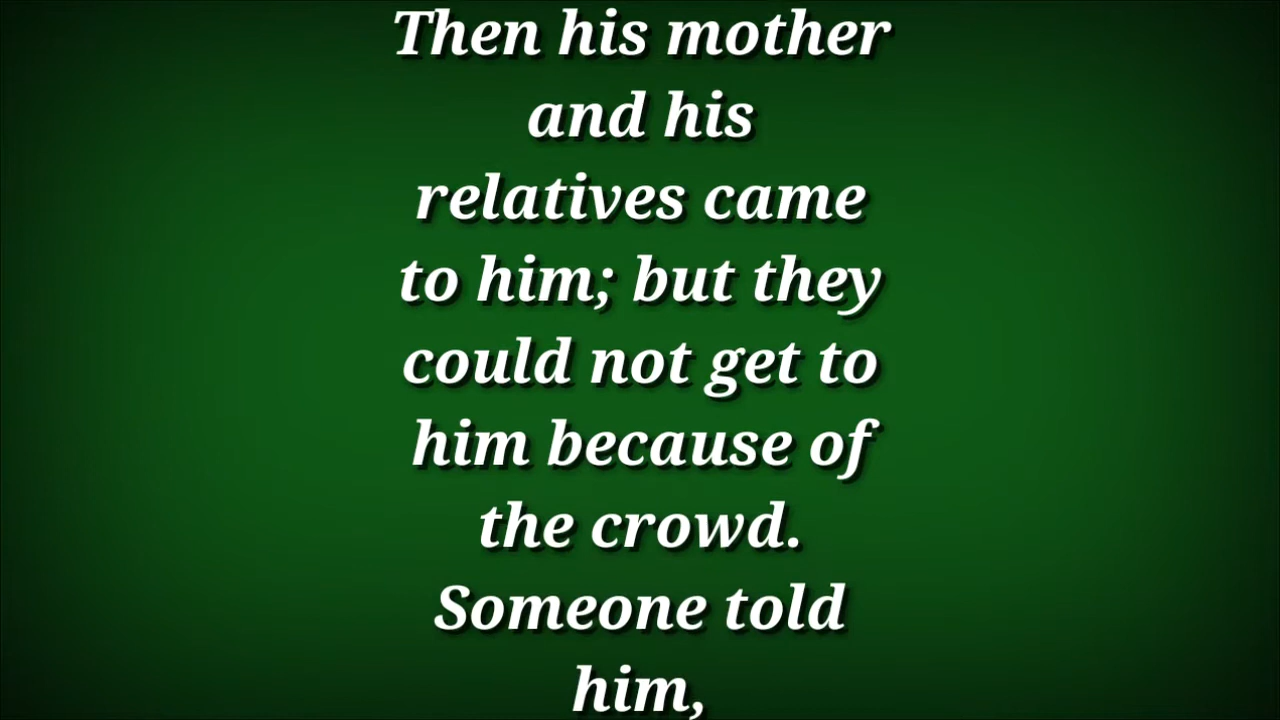 Then his mother
and his
relatives came
to him; but they
could not get to
him because of
the crowd.
Someone told
him,